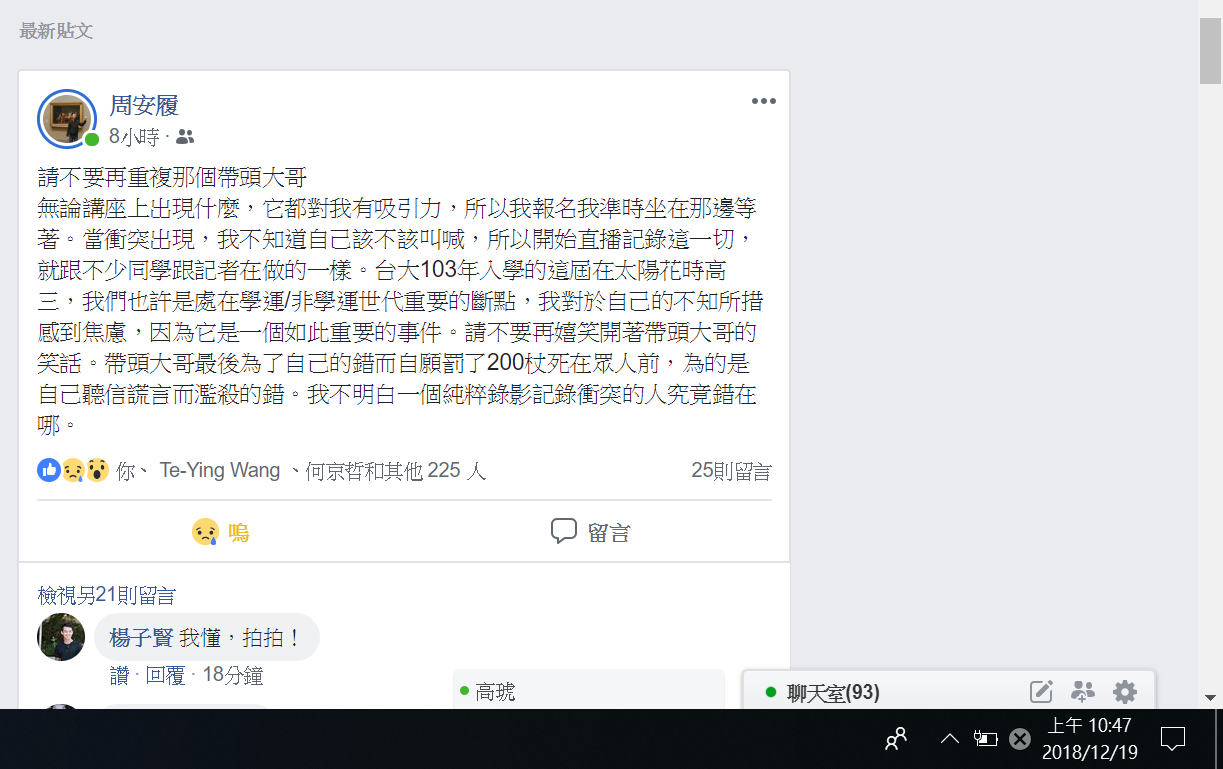 最新貼文
周安履
8小時 ·
請不要再重複那個帶頭大哥
無論講座上出現什麼，它都對我有吸引力，所以我報名我準時坐在那邊等
著。當衝突出現，我不知道自己該不該叫喊，所以開始直播記錄這一切，
就跟不少同學跟記者在做的一樣。台大103年入學的這屆在太陽花時高
三，我們也許是處在學運/非學運世代重要的斷點，我對於自己的不知所措
感到焦慮，因為它是一個如此重要的事件。請不要再嬉笑開著帶頭大哥的
笑話。帶頭大哥最後為了自己的錯而自願罰了200杖死在眾人前，為的是
自己聽信謊言而濫殺的錯。我不明白一個純粹錄影記錄衝突的人究竟錯在
哪。
你、 Te-Ying Wang 、何京晢和其他 225 人
25則留言
嗚
留言
檢視另21則留言
楊子賢 我懂，拍拍！
讚 · 回覆 · 18分鐘
高琥
聊天室(93)
上午 10:47
2018/12/19